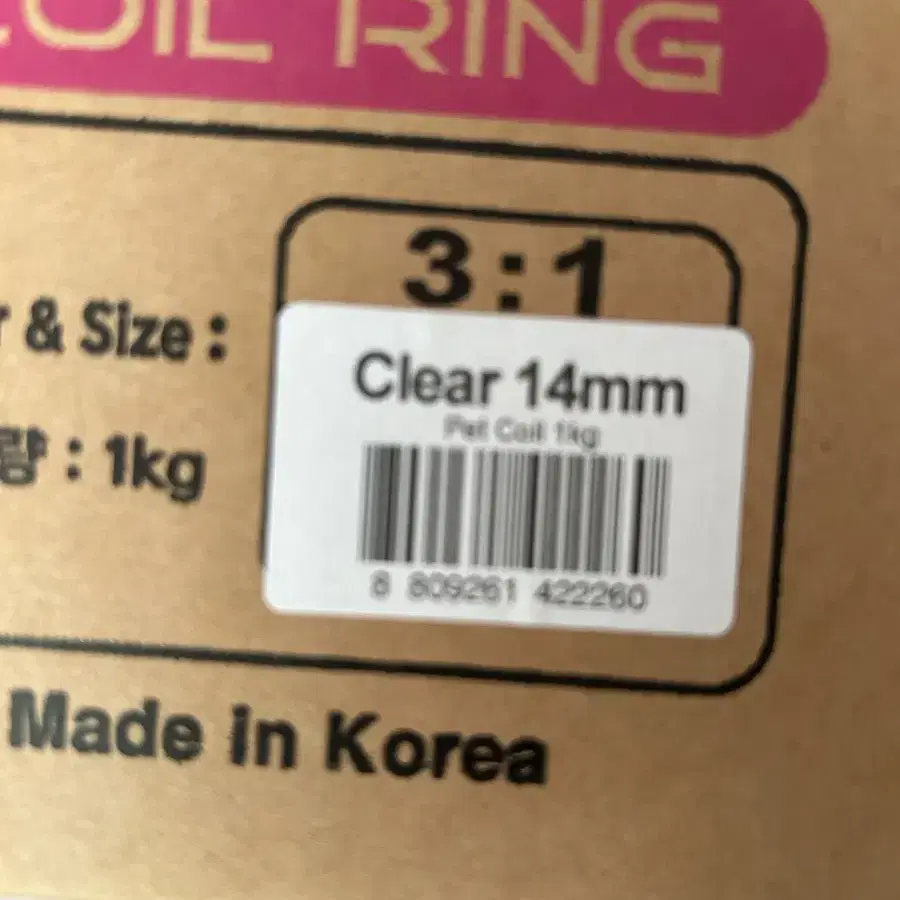 COIL RING
3:1
r & Size :
Clear 14mm
Pet Coil 1kg
량 : 1kg
8 809261 422260
Made in Korea